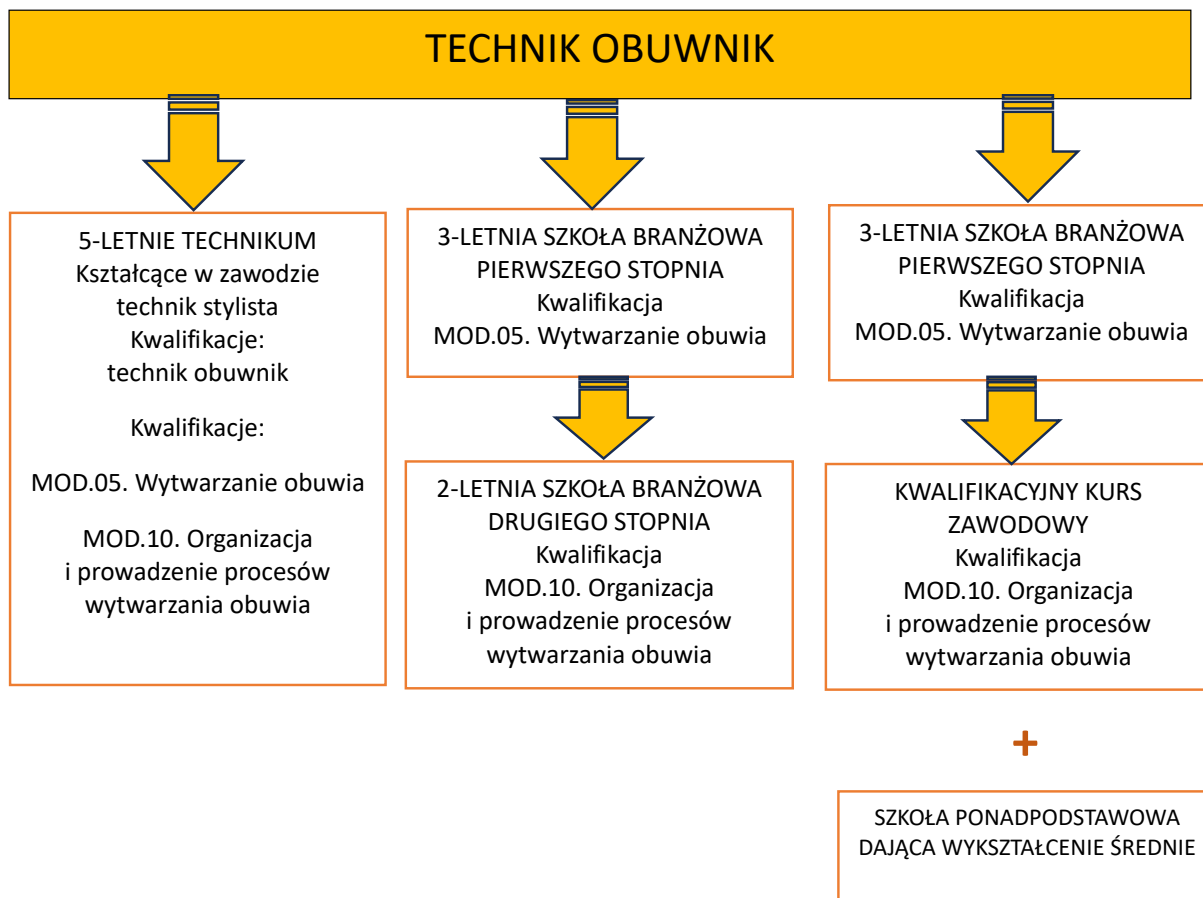 TECHNIK OBUWNIK
5-LETNIE TECHNIKUM
Kształcące w zawodzie
technik stylista
Kwalifikacje:
technik obuwnik
Kwalifikacje:
MOD.05. Wytwarzanie obuwia
MOD.10. Organizacja
i prowadzenie procesów
wytwarzania obuwia
3-LETNIA SZKOŁA BRANŻOWA
PIERWSZEGO STOPNIA
Kwalifikacja
MOD.05. Wytwarzanie obuwia
2-LETNIA SZKOŁA BRANŻOWA
DRUGIEGO STOPNIA
Kwalifikacja
MOD.10. Organizacja
i prowadzenie procesów
wytwarzania obuwia
3-LETNIA SZKOŁA BRANŻOWA
PIERWSZEGO STOPNIA
Kwalifikacja
MOD.05. Wytwarzanie obuwia
KWALIFIKACYJNY KURS
ZAWODOWY
Kwalifikacja
MOD.10. Organizacja
i prowadzenie procesów
wytwarzania obuwia
+
SZKOŁA PONADPODSTAWOWA
DAJĄCA WYKSZTAŁCENIE ŚREDNIE